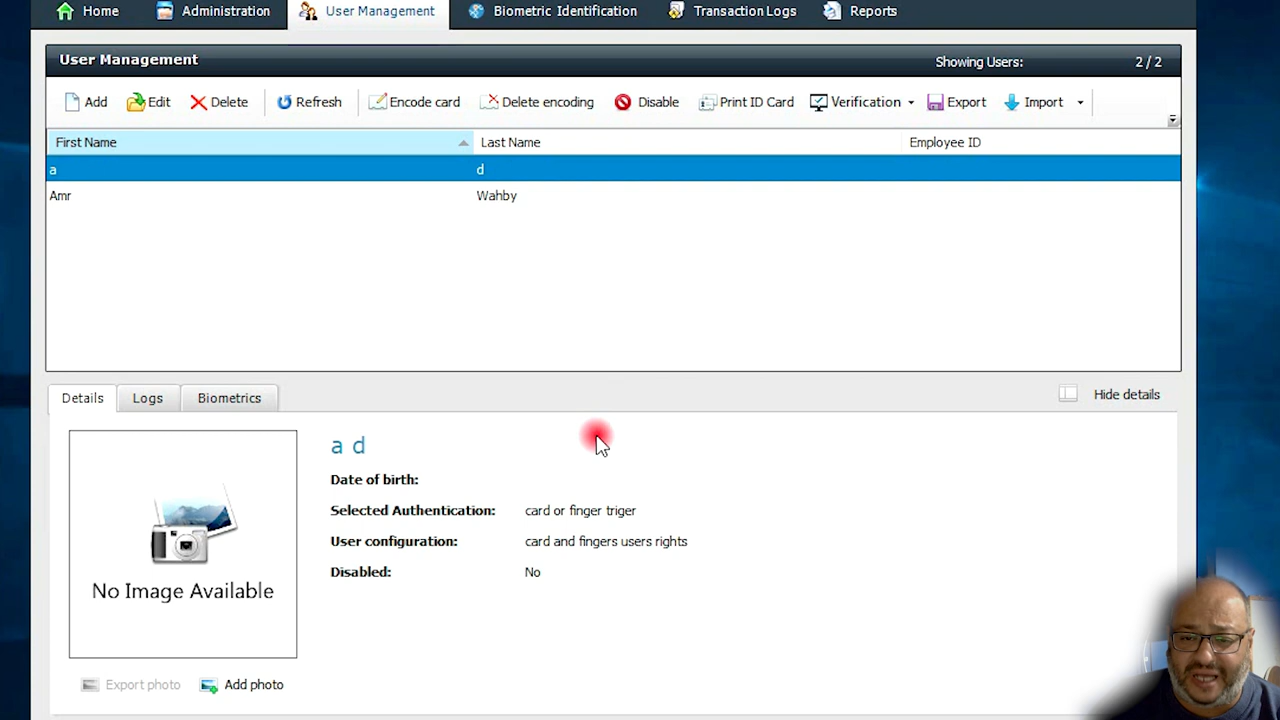 Home Administration User Management Biometric Identification Transaction Logs Reports
User Management Showing Users: 2 / 2
Add Edit Delete Refresh Encode card Delete encoding Disable Print ID Card Verification Export Import
First Name Last Name Employee ID
a d
Amr Wahby
Details Logs Biometrics Hide details
a d
Date of birth:
Selected Authentication: card or finger triger
User configuration: card and fingers users rights
Disabled: No
No Image Available
Export photo Add photo